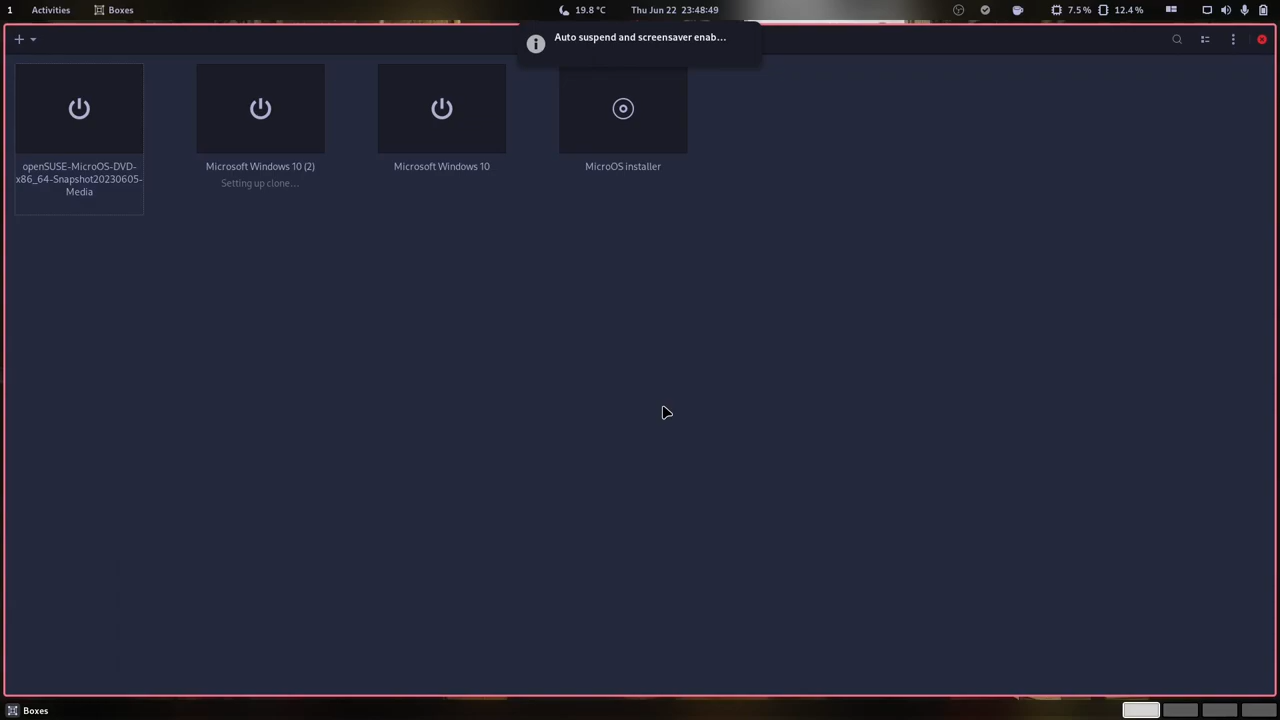 1 Activities Boxes 19.8 °C Thu Jun 22 23:48:49 7.5 % 12.4 %
Auto suspend and screensaver enab...
openSUSE-MicroOS-DVD-
x86_64-Snapshot20230605-
Media
Microsoft Windows 10 (2)
Setting up clone...
Microsoft Windows 10
MicroOS installer
Boxes